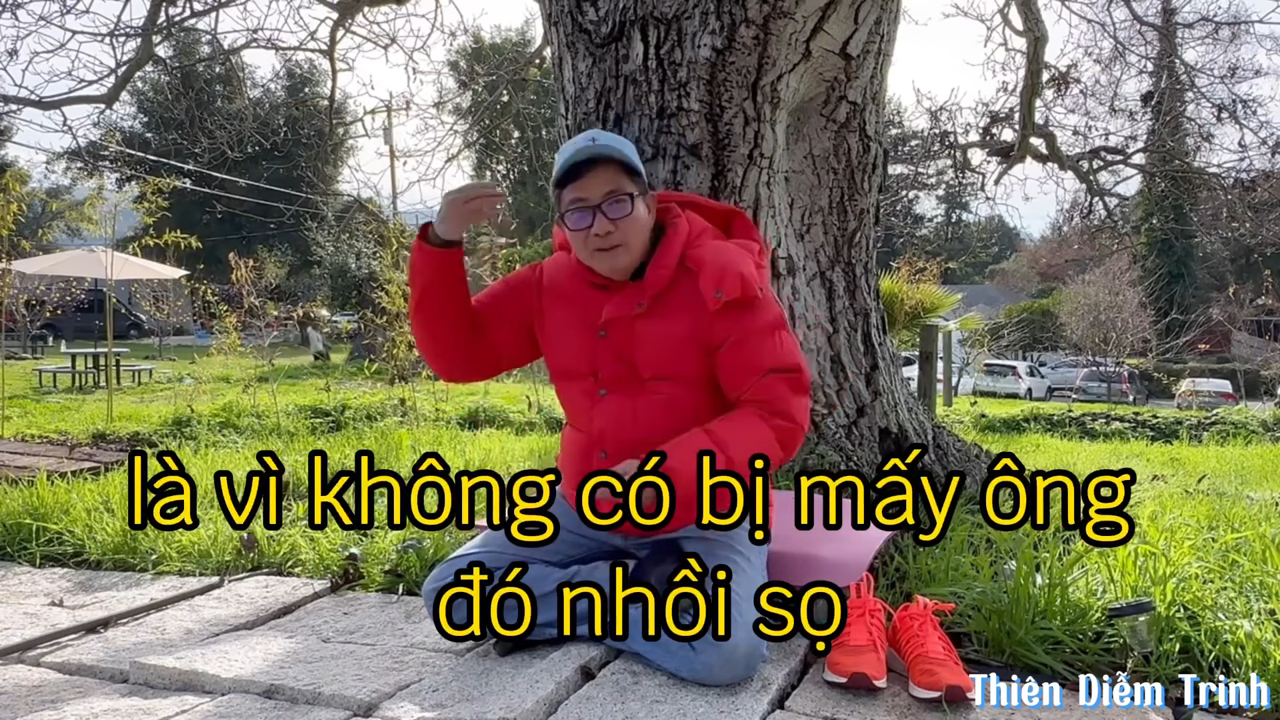 là vì không có bị mấy ông
đó nhồi sọ
Thiên Diễm Trinh